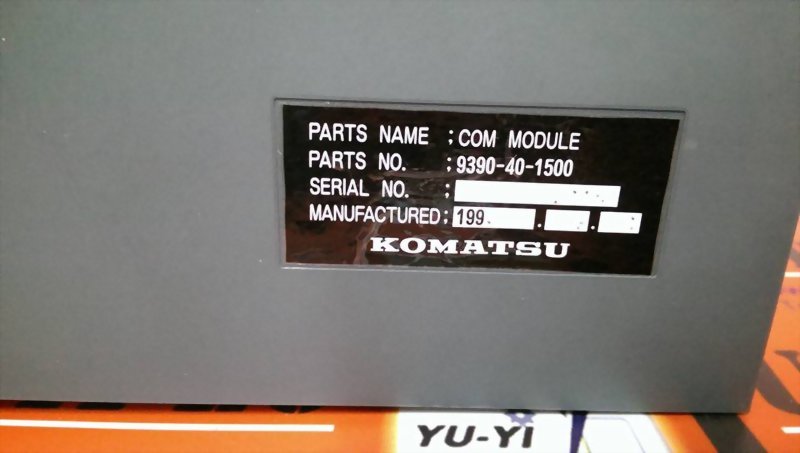 PARTS NAME ; COM MODULE
PARTS NO. ; 9390-40-1500
SERIAL NO. ;
MANUFACTURED ; 199 . .
KOMATSU
YU-YI